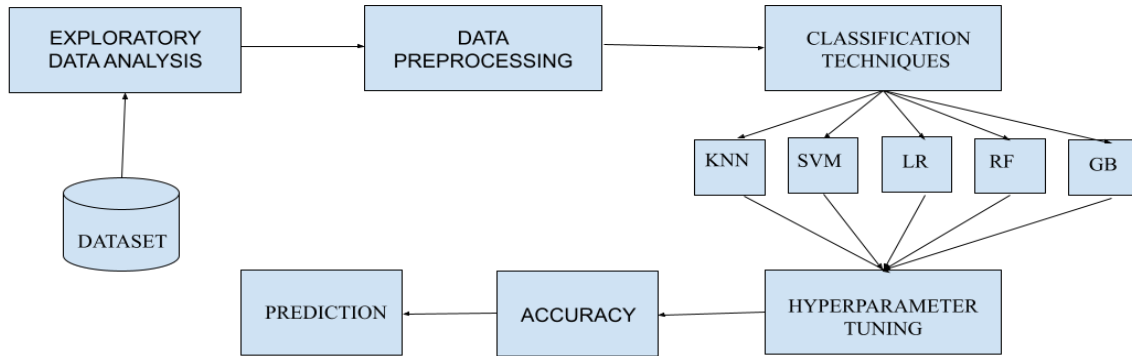 EXPLORATORY
DATA ANALYSIS
DATA
PREPROCESSING
CLASSIFICATION
TECHNIQUES
KNN
SVM
LR
RF
GB
DATASET
PREDICTION
ACCURACY
HYPERPARAMETER
TUNING